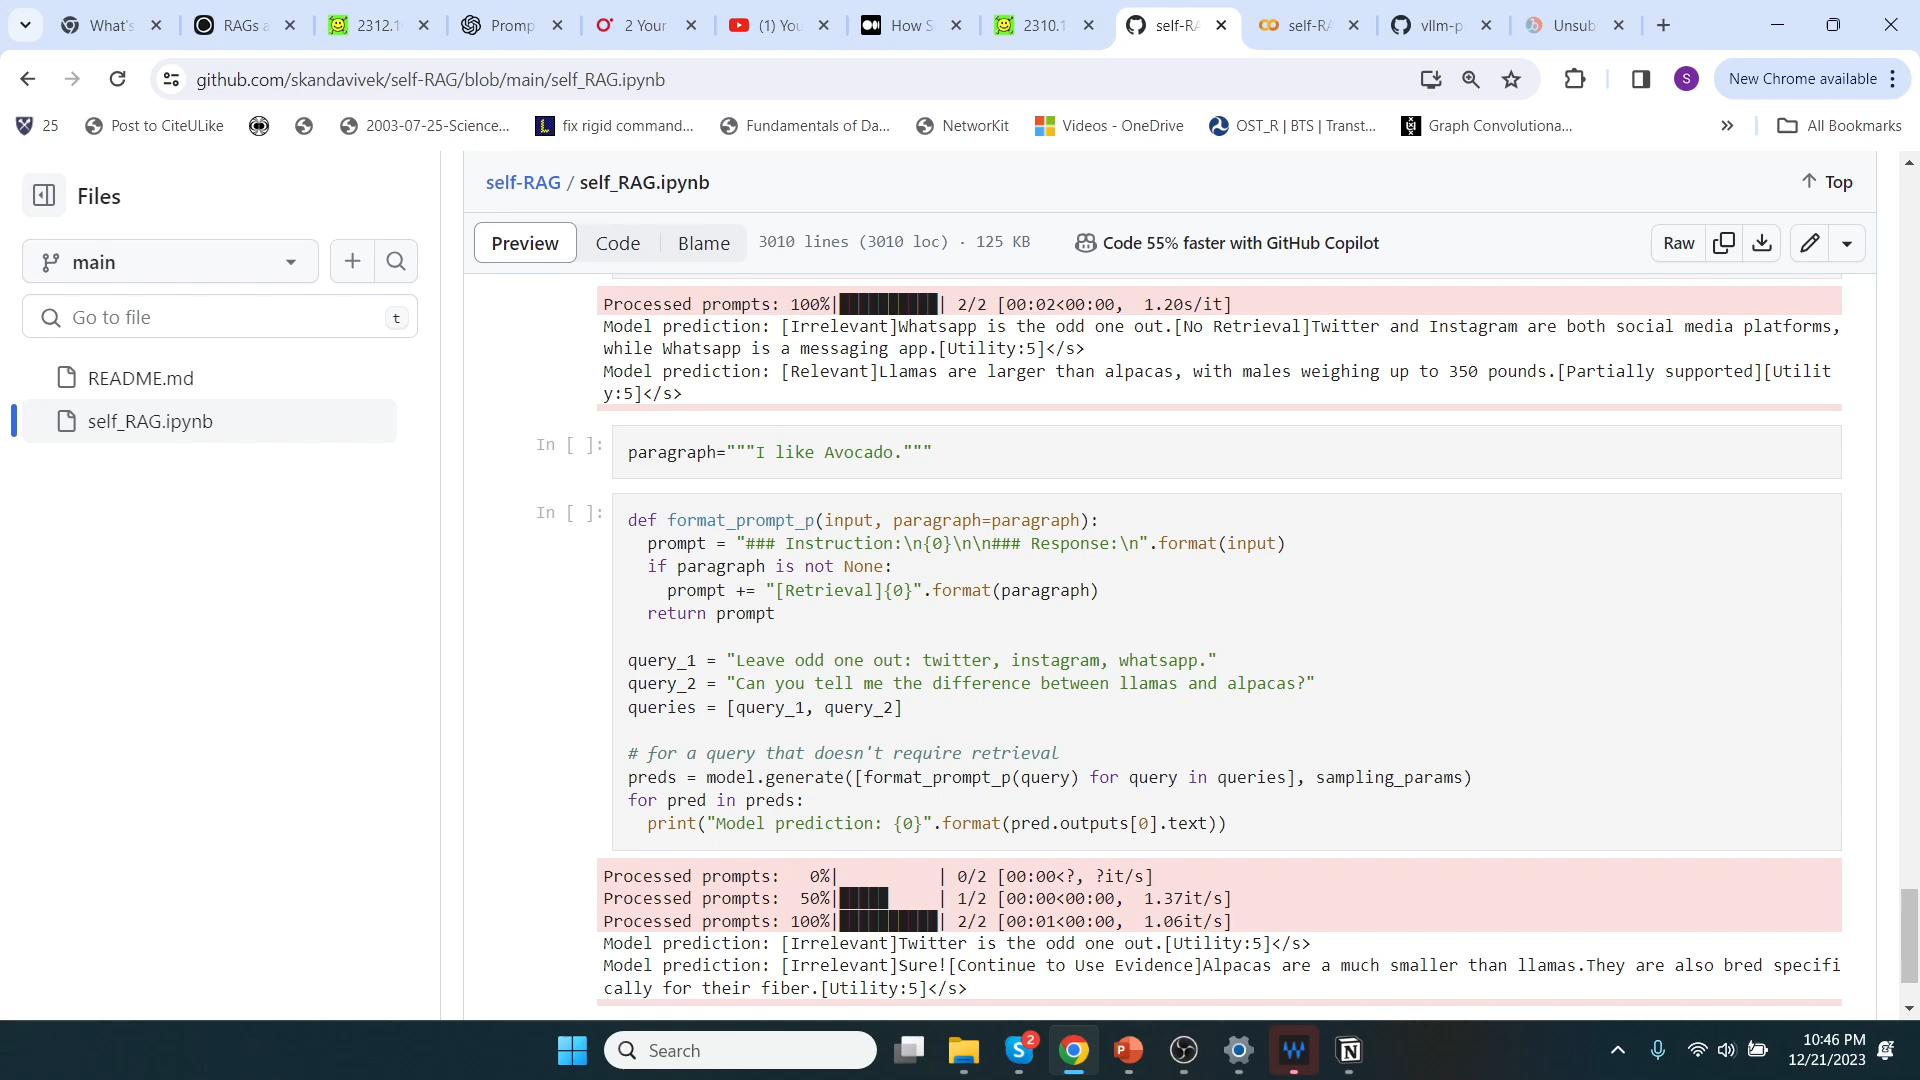 What's
RAGs a
2312.1
Promp
2 Your
(1) You
How S
2310.1
self-RA
self-RA
vllm-p
Unsub
github.com/skandavivek/self-RAG/blob/main/self_RAG.ipynb
S
New Chrome available
25
Post to CiteULike
2003-07-25-Science...
fix rigid command...
Fundamentals of Da...
NetworKit
Videos - OneDrive
OST_R | BTS | Transt...
Graph Convolutiona...
All Bookmarks
Files
self-RAG / self_RAG.ipynb
Top
main
Preview
Code
Blame
3010 lines (3010 loc) · 125 KB
Code 55% faster with GitHub Copilot
Raw
Go to file
t
README.md
self_RAG.ipynb
Processed prompts: 100%|██████████| 2/2 [00:02<00:00,  1.20s/it]
Model prediction: [Irrelevant]Whatsapp is the odd one out.[No Retrieval]Twitter and Instagram are both social media platforms,
while Whatsapp is a messaging app.[Utility:5]</s>
Model prediction: [Relevant]Llamas are larger than alpacas, with males weighing up to 350 pounds.[Partially supported][Utilit
y:5]</s>
In [ ]:
paragraph="""I like Avocado."""
In [ ]:
def format_prompt_p(input, paragraph=paragraph):
  prompt = "### Instruction:\n{0}\n\n### Response:\n".format(input)
  if paragraph is not None:
    prompt += "[Retrieval]{0}".format(paragraph)
  return prompt
query_1 = "Leave odd one out: twitter, instagram, whatsapp."
query_2 = "Can you tell me the difference between llamas and alpacas?"
queries = [query_1, query_2]
# for a query that doesn't require retrieval
preds = model.generate([format_prompt_p(query) for query in queries], sampling_params)
for pred in preds:
  print("Model prediction: {0}".format(pred.outputs[0].text))
Processed prompts:   0%|          | 0/2 [00:00<?, ?it/s]
Processed prompts:  50%|█████     | 1/2 [00:00<00:00,  1.37it/s]
Processed prompts: 100%|██████████| 2/2 [00:01<00:00,  1.06it/s]
Model prediction: [Irrelevant]Twitter is the odd one out.[Utility:5]</s>
Model prediction: [Irrelevant]Sure![Continue to Use Evidence]Alpacas are a much smaller than llamas.They are also bred specifi
cally for their fiber.[Utility:5]</s>
Search
2
10:46 PM
12/21/2023